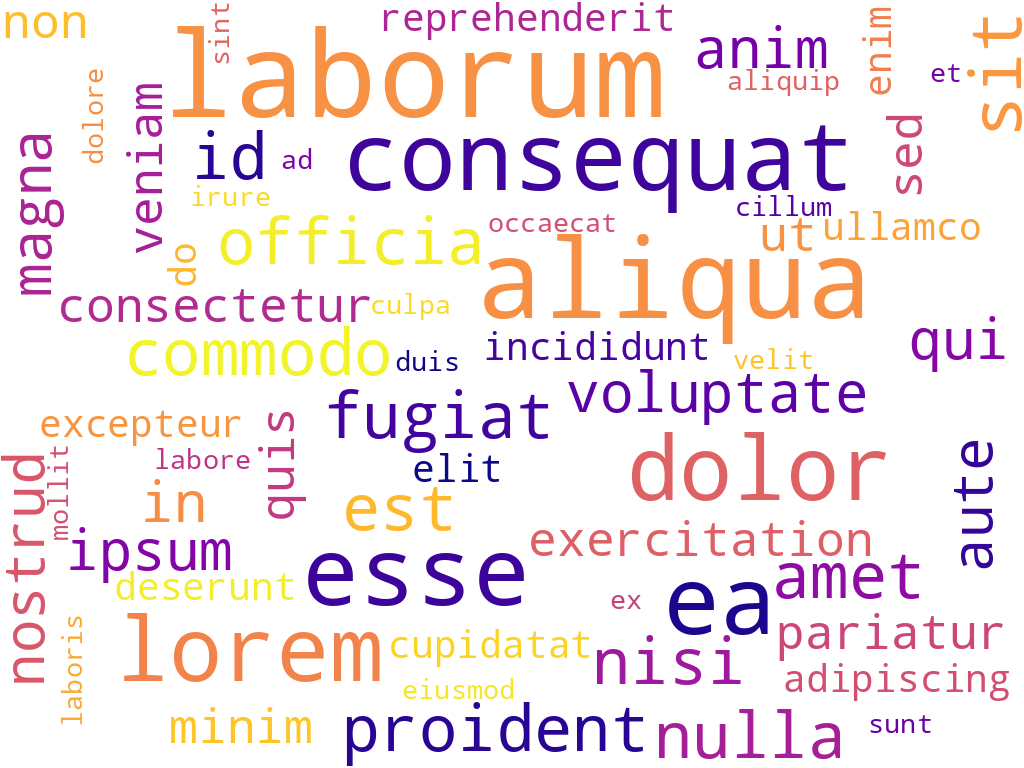 non
sint
reprehenderit
laborum
anim
enim
sit
aliquip
et
dolore
veniam
magna
id
ad
consequat
sed
irure
cillum
officia
occaecat
ut
ullamco
do
aliqua
consectetur
culpa
commodo
duis
incididunt
velit
qui
fugiat
voluptate
excepteur
quis
labore
elit
dolor
aute
nostrud
mollit
in
est
ipsum
exercitation
deserunt
esse
ex
ea
amet
laboris
lorem
cupidatat
nisi
pariatur
adipiscing
eiusmod
minim
proident
nulla
sunt